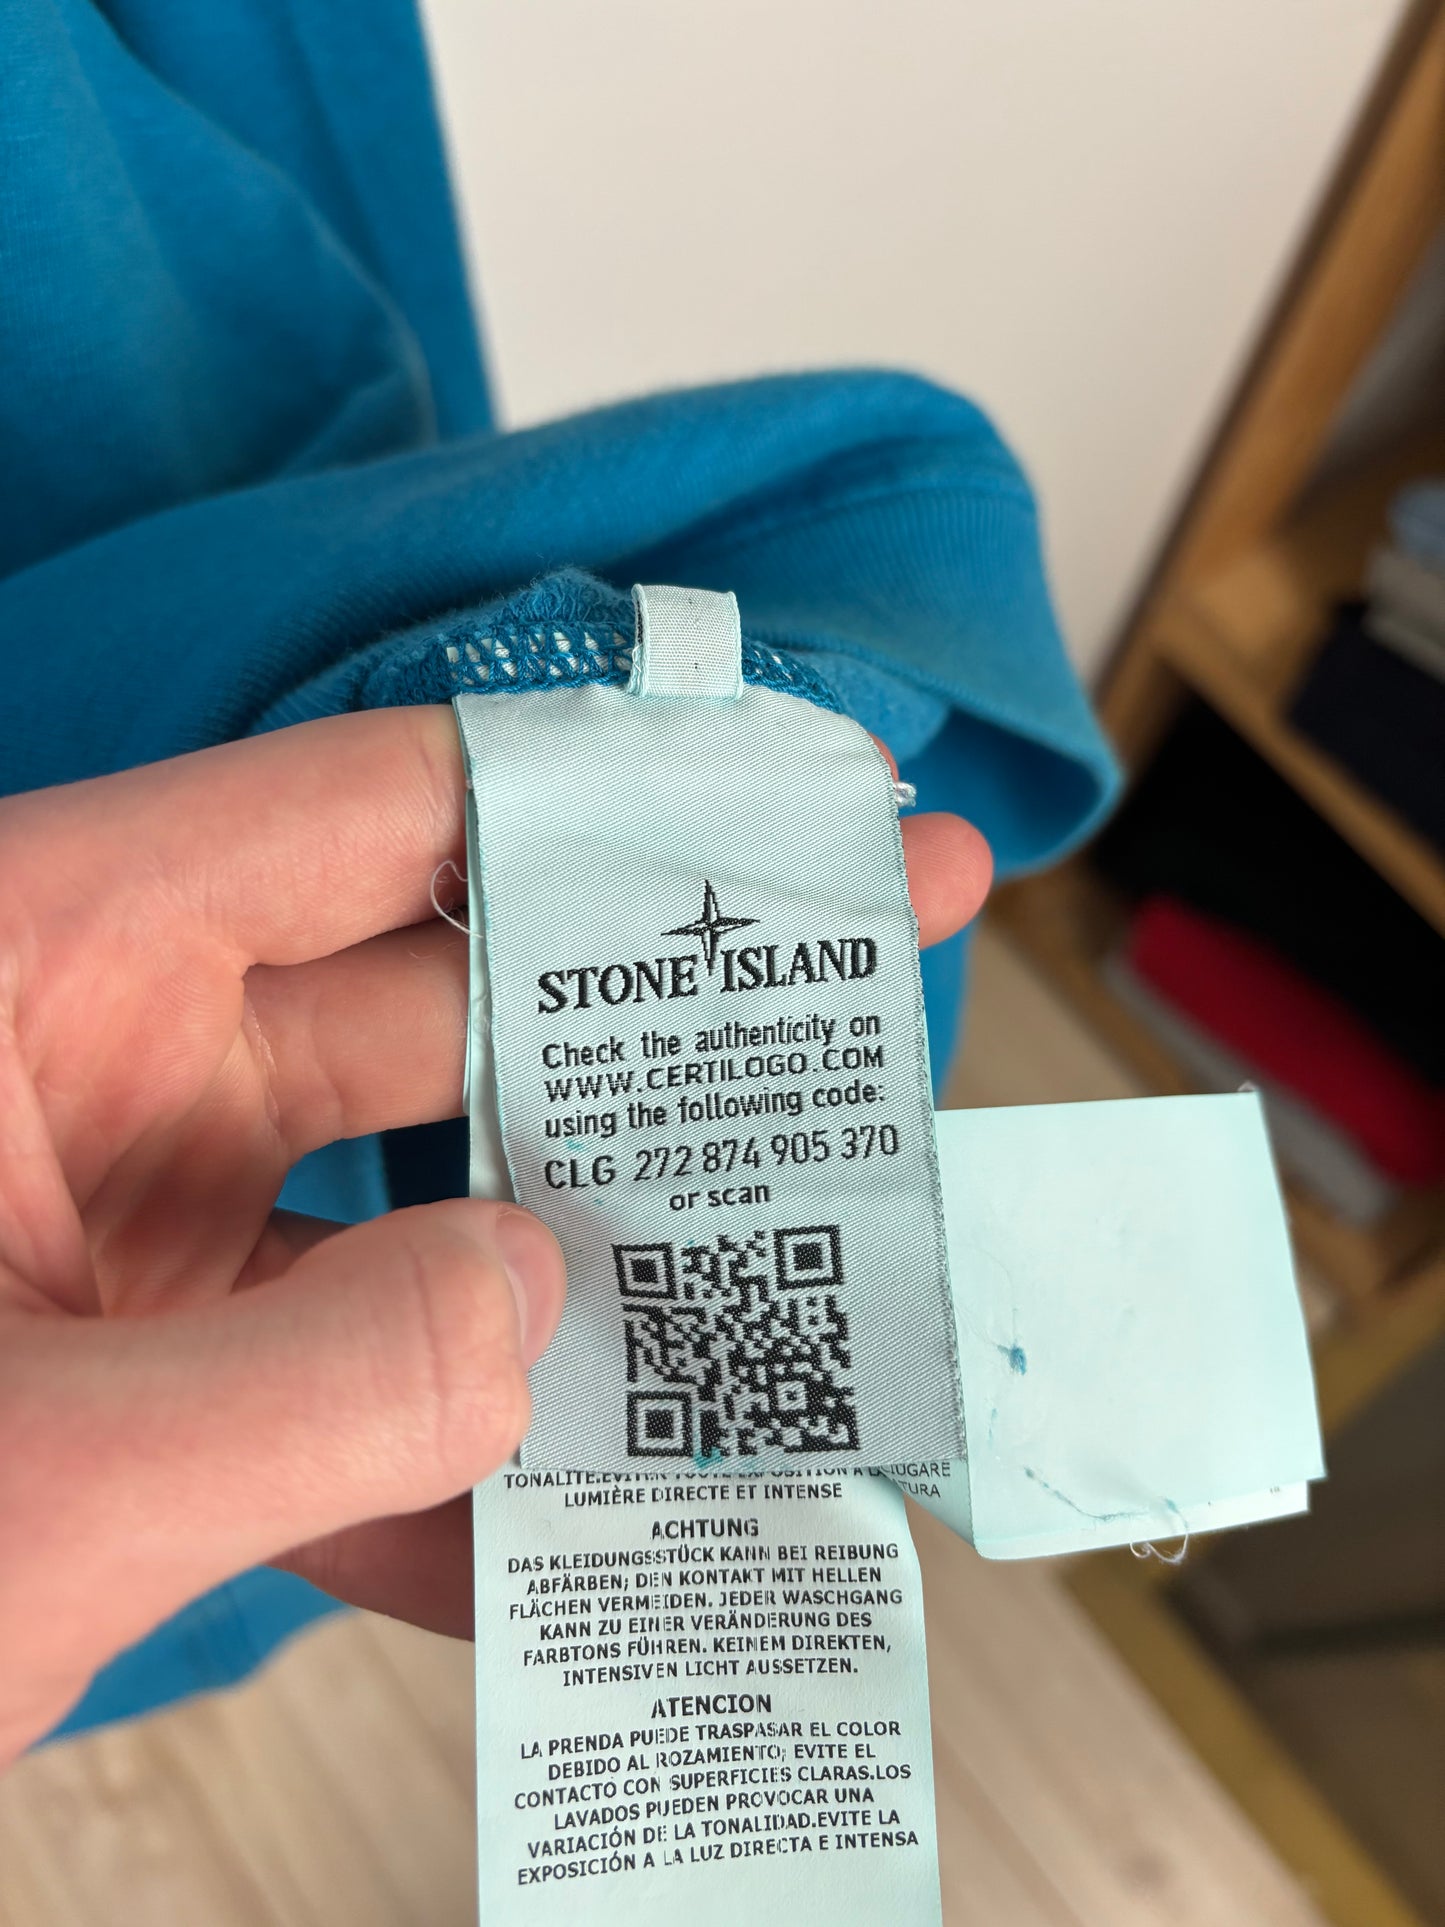 STONE ISLAND
Check the authenticity on
WWW.CERTILOGO.COM
using the following code:
CLG 272 874 905 370
or scan
LUMIÈRE DIRECTE ET INTENSE
ACHTUNG
DAS KLEIDUNGSSTÜCK KANN BEI REIBUNG
ABFÄRBEN; DEN KONTAKT MIT HELLEN
FLÄCHEN VERMEIDEN. JEDER WASCHGANG
KANN ZU EINER VERÄNDERUNG DES
FARBTONS FÜHREN. KEINEM DIREKTEN,
INTENSIVEN LICHT AUSSETZEN.
ATENCION
LA PRENDA PUEDE TRASPASAR EL COLOR
DEBIDO AL ROZAMIENTO; EVITE EL
CONTACTO CON SUPERFICIES CLARAS.LOS
LAVADOS PUEDEN PROVOCAR UNA
VARIACIÓN DE LA TONALIDAD.EVITE LA
EXPOSICIÓN A LA LUZ DIRECTA E INTENSA